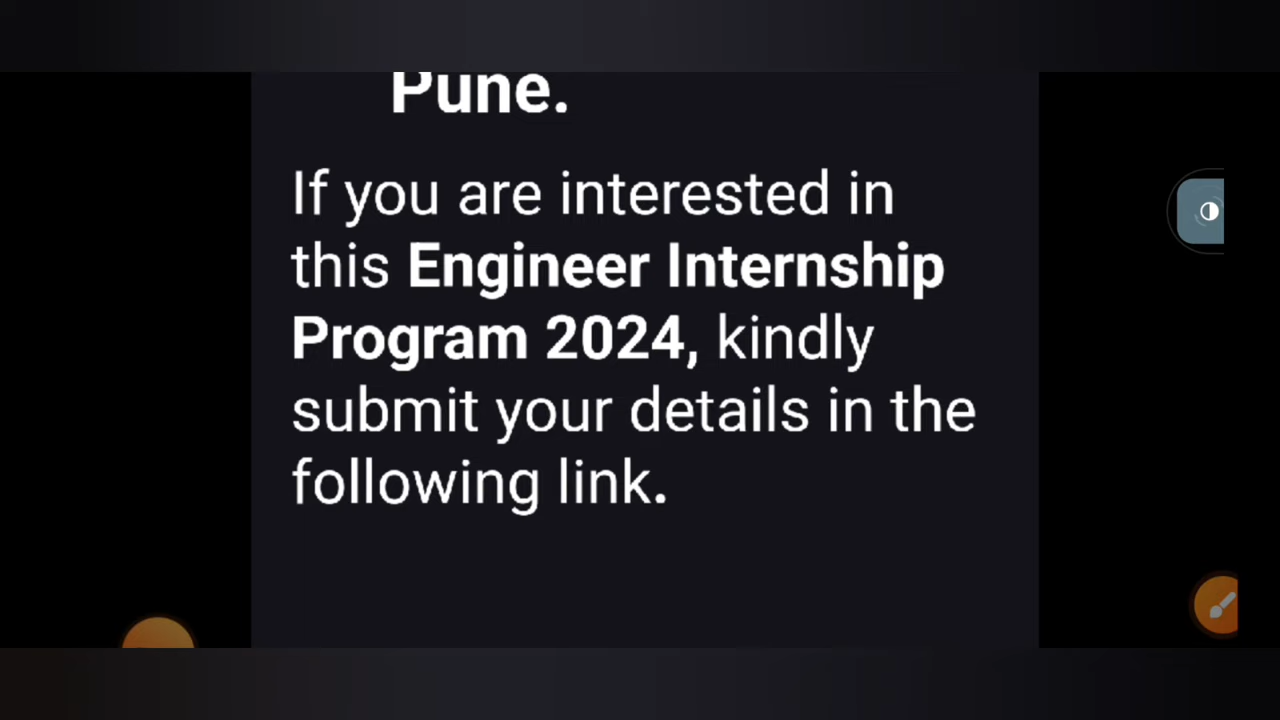 Pune.
If you are interested in
this Engineer Internship
Program 2024, kindly
submit your details in the
following link.